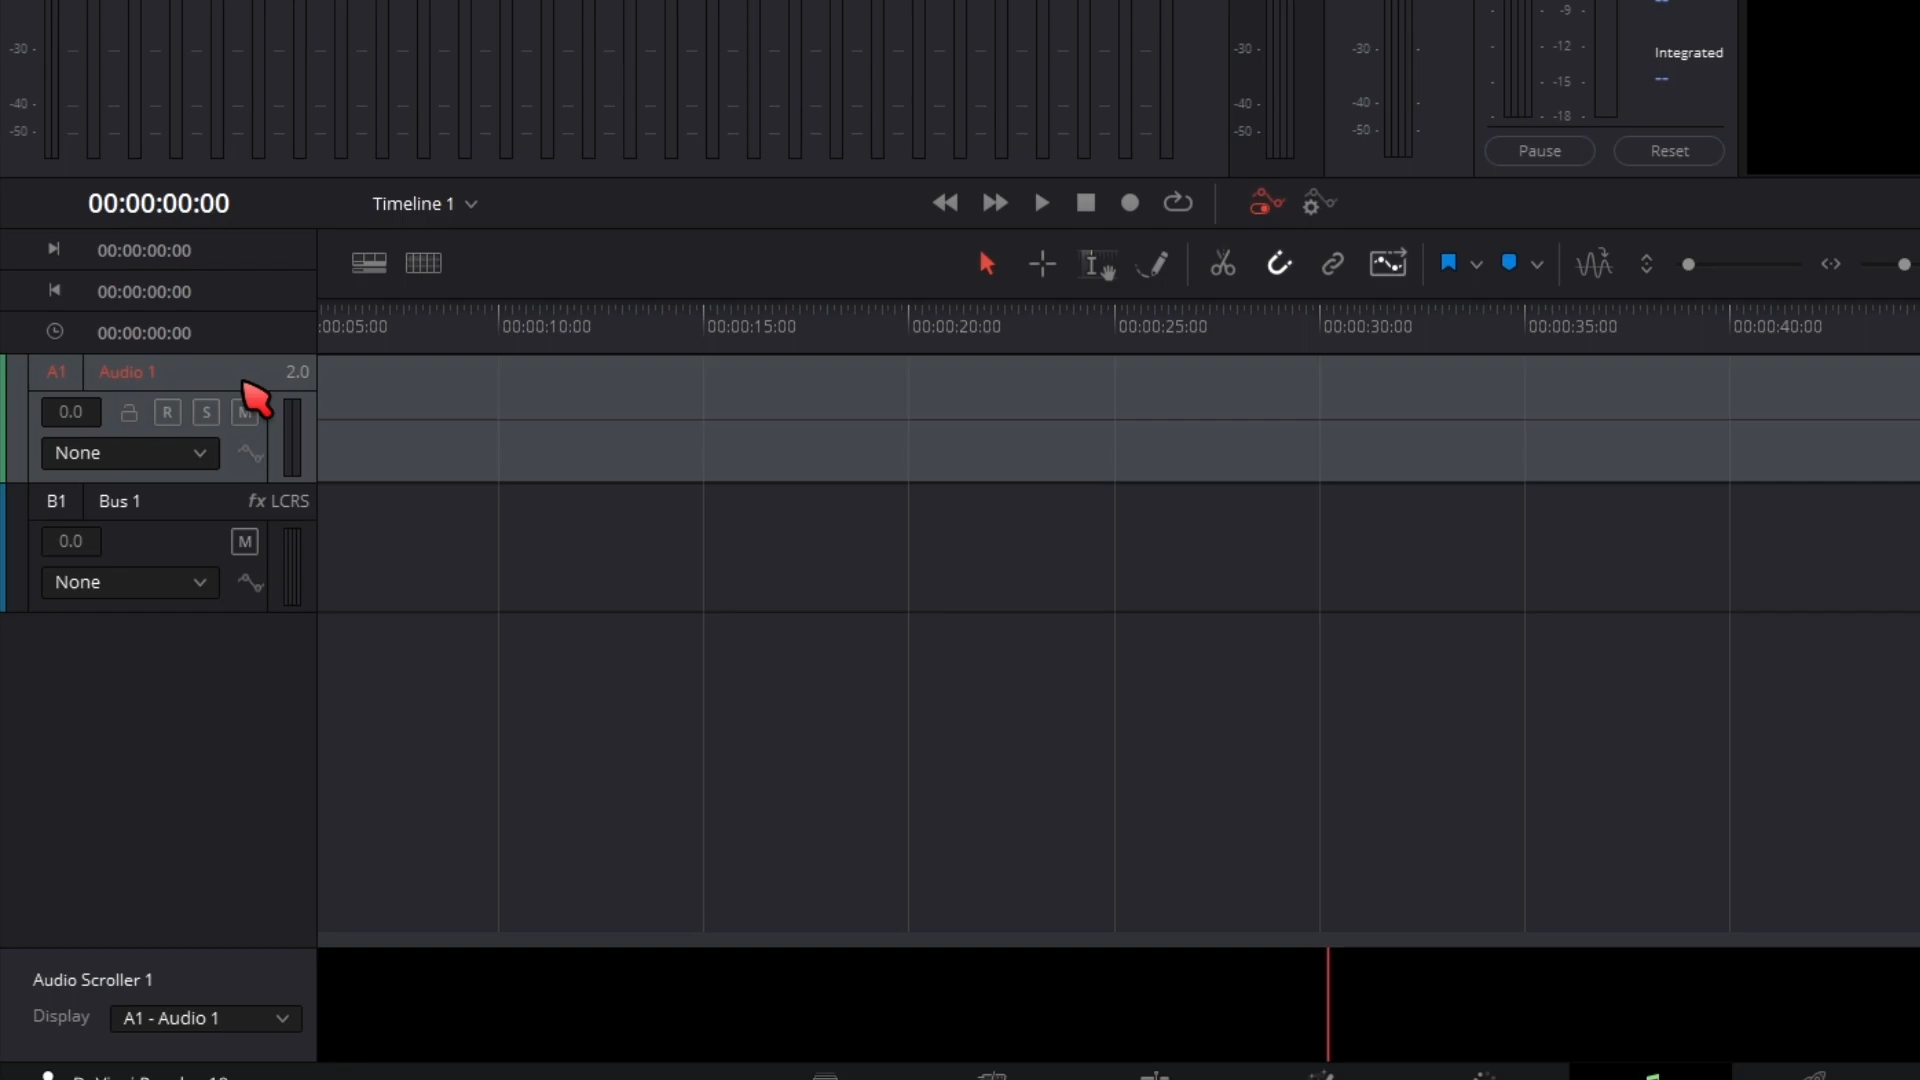 -9
-30 -30 -30 -12 Integrated
-- 
-15
-40 -40 -40
-18
-50 -50 -50
Pause Reset
00:00:00:00 Timeline 1
00:00:00:00
00:00:00:00
00:00:00:00
:00:05:00 00:00:10:00 00:00:15:00 00:00:20:00 00:00:25:00 00:00:30:00 00:00:35:00 00:00:40:00
A1 Audio 1 2.0
0.0 R S M
None
B1 Bus 1 fx LCRS
0.0 M
None
Audio Scroller 1
Display A1 - Audio 1